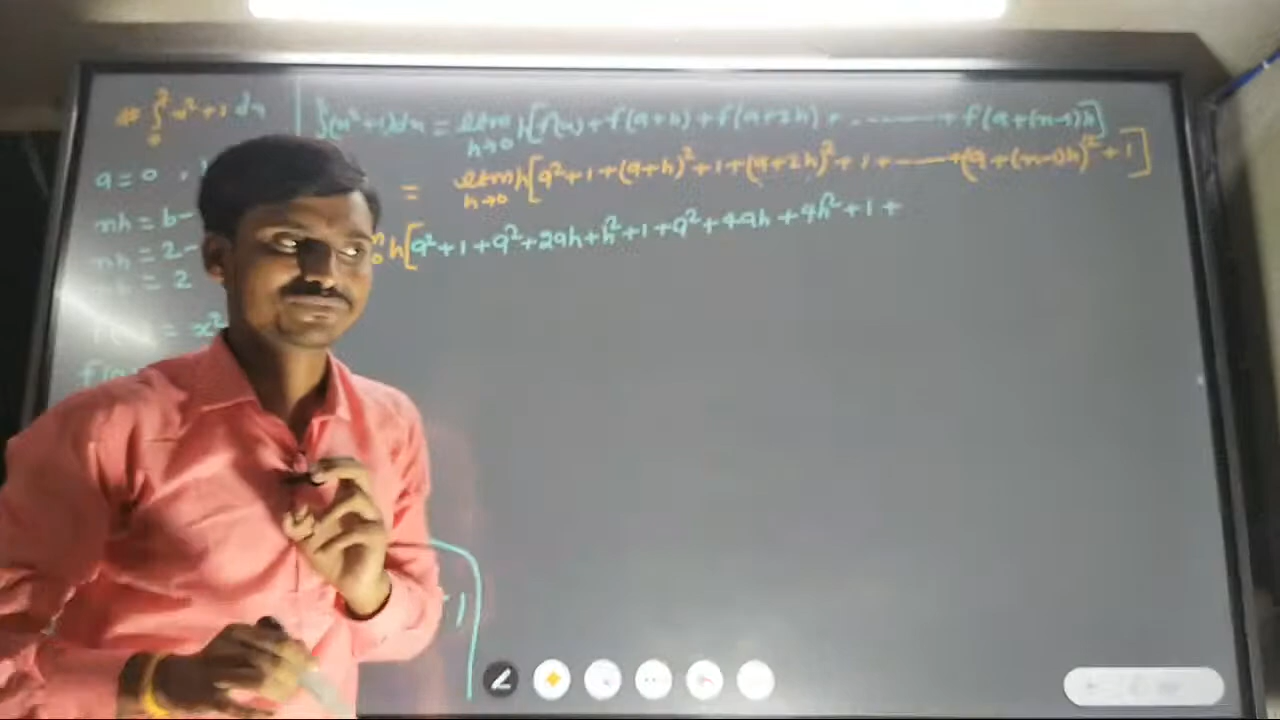 # ∫₀² x²+1 dx
a=0 ,
nh = b-
nh = 2-
= 2
= x²
f(a
∫(x²+1)dx = lim h→0 h[f(a)+f(a+h)+f(a+2h)+ ........ + f(a+(n-1)h]
= lim h→0 h[a²+1+(a+h)²+1+(a+2h)²+1+ ........ +(a+(n-1)h)²+1]
h[a²+1+a²+2ah+h²+1+a²+4ah+4h²+1+
1